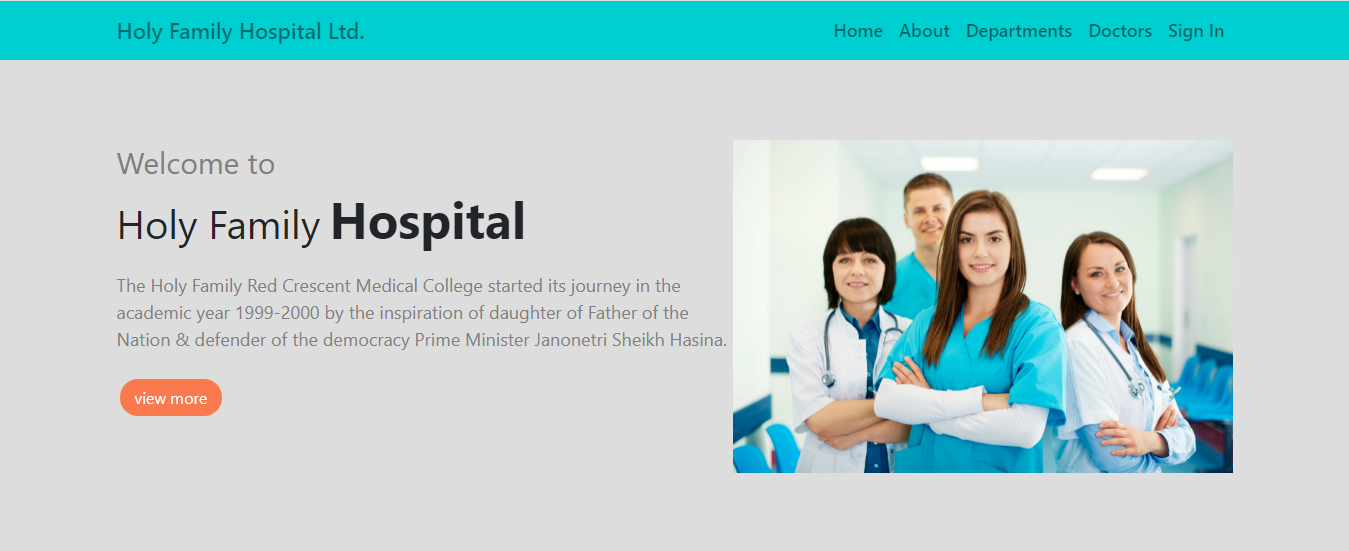 Holy Family Hospital Ltd.
Home About Departments Doctors Sign In
Welcome to
Holy Family Hospital
The Holy Family Red Crescent Medical College started its journey in the
academic year 1999-2000 by the inspiration of daughter of Father of the
Nation & defender of the democracy Prime Minister Janonetri Sheikh Hasina.
view more